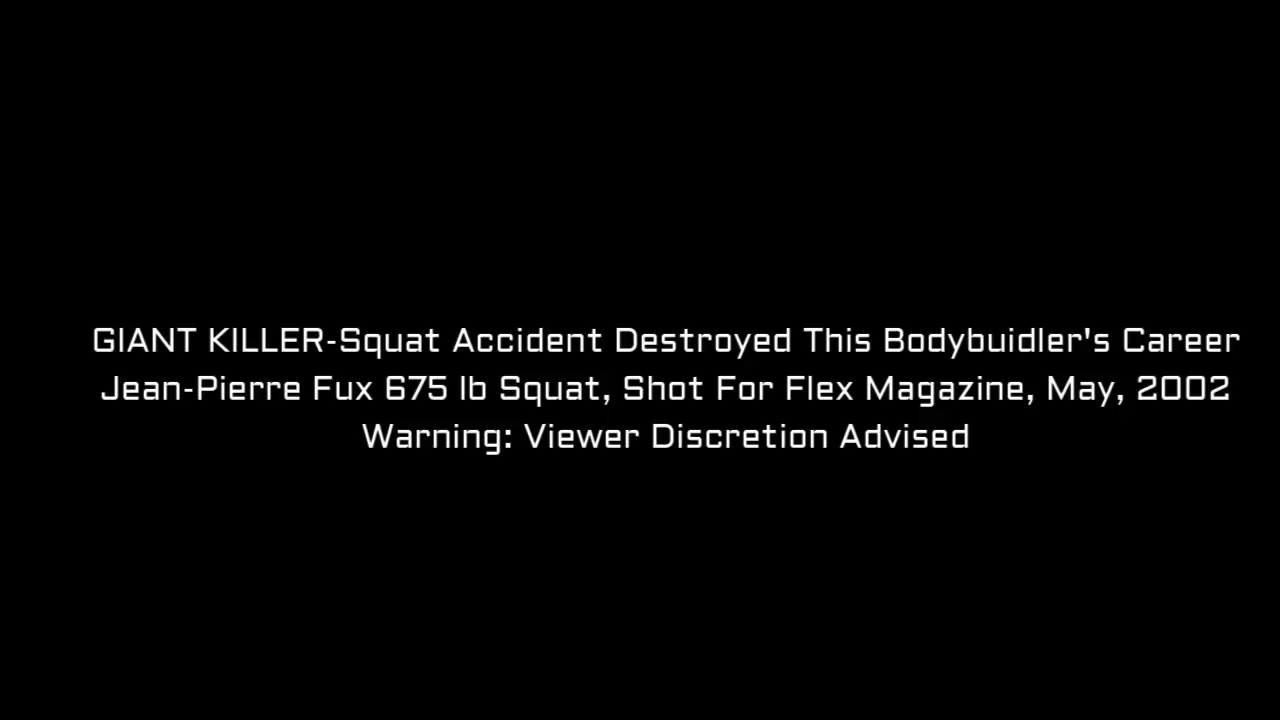 GIANT KILLER-Squat Accident Destroyed This Bodybuidler's Career
Jean-Pierre Fux 675 lb Squat, Shot For Flex Magazine, May, 2002
Warning: Viewer Discretion Advised